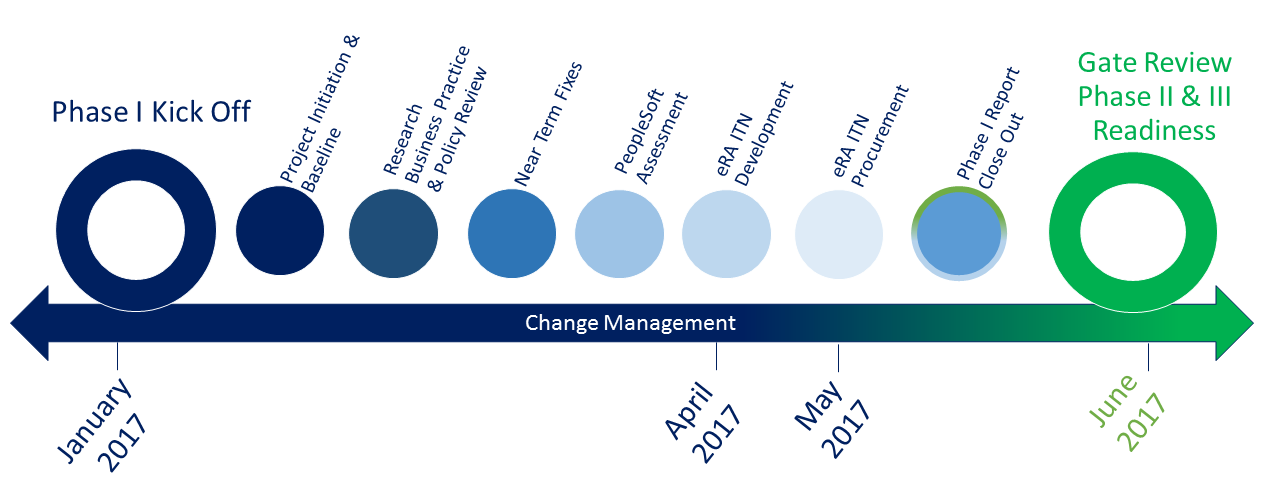 Phase I Kick Off
Project Initiation &
Baseline
Research
Business Practice
& Policy Review
Near Term Fixes
PeopleSoft
Assessment
eRA ITN
Development
eRA ITN
Procurement
Phase I Report
Close Out
Gate Review
Phase II & III
Readiness
Change Management
January
2017
April
2017
May
2017
June
2017